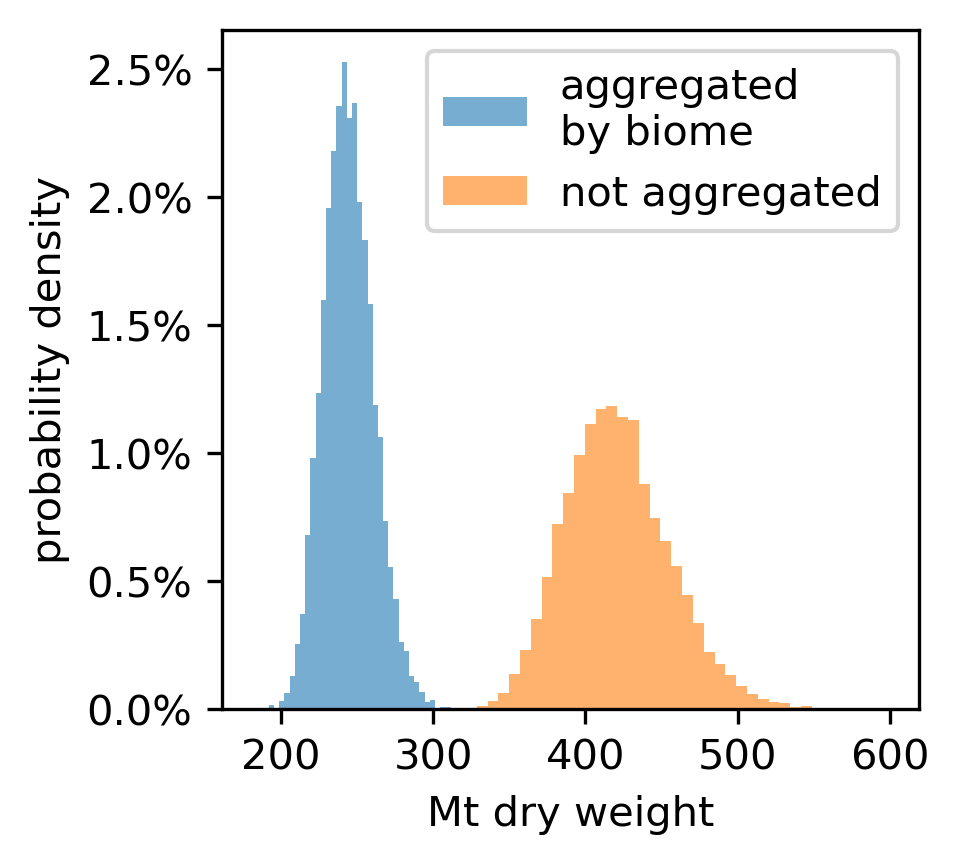 2.5%
2.0%
1.5%
1.0%
0.5%
0.0%
probability density
aggregated
by biome
not aggregated
200
300
400
500
600
Mt dry weight